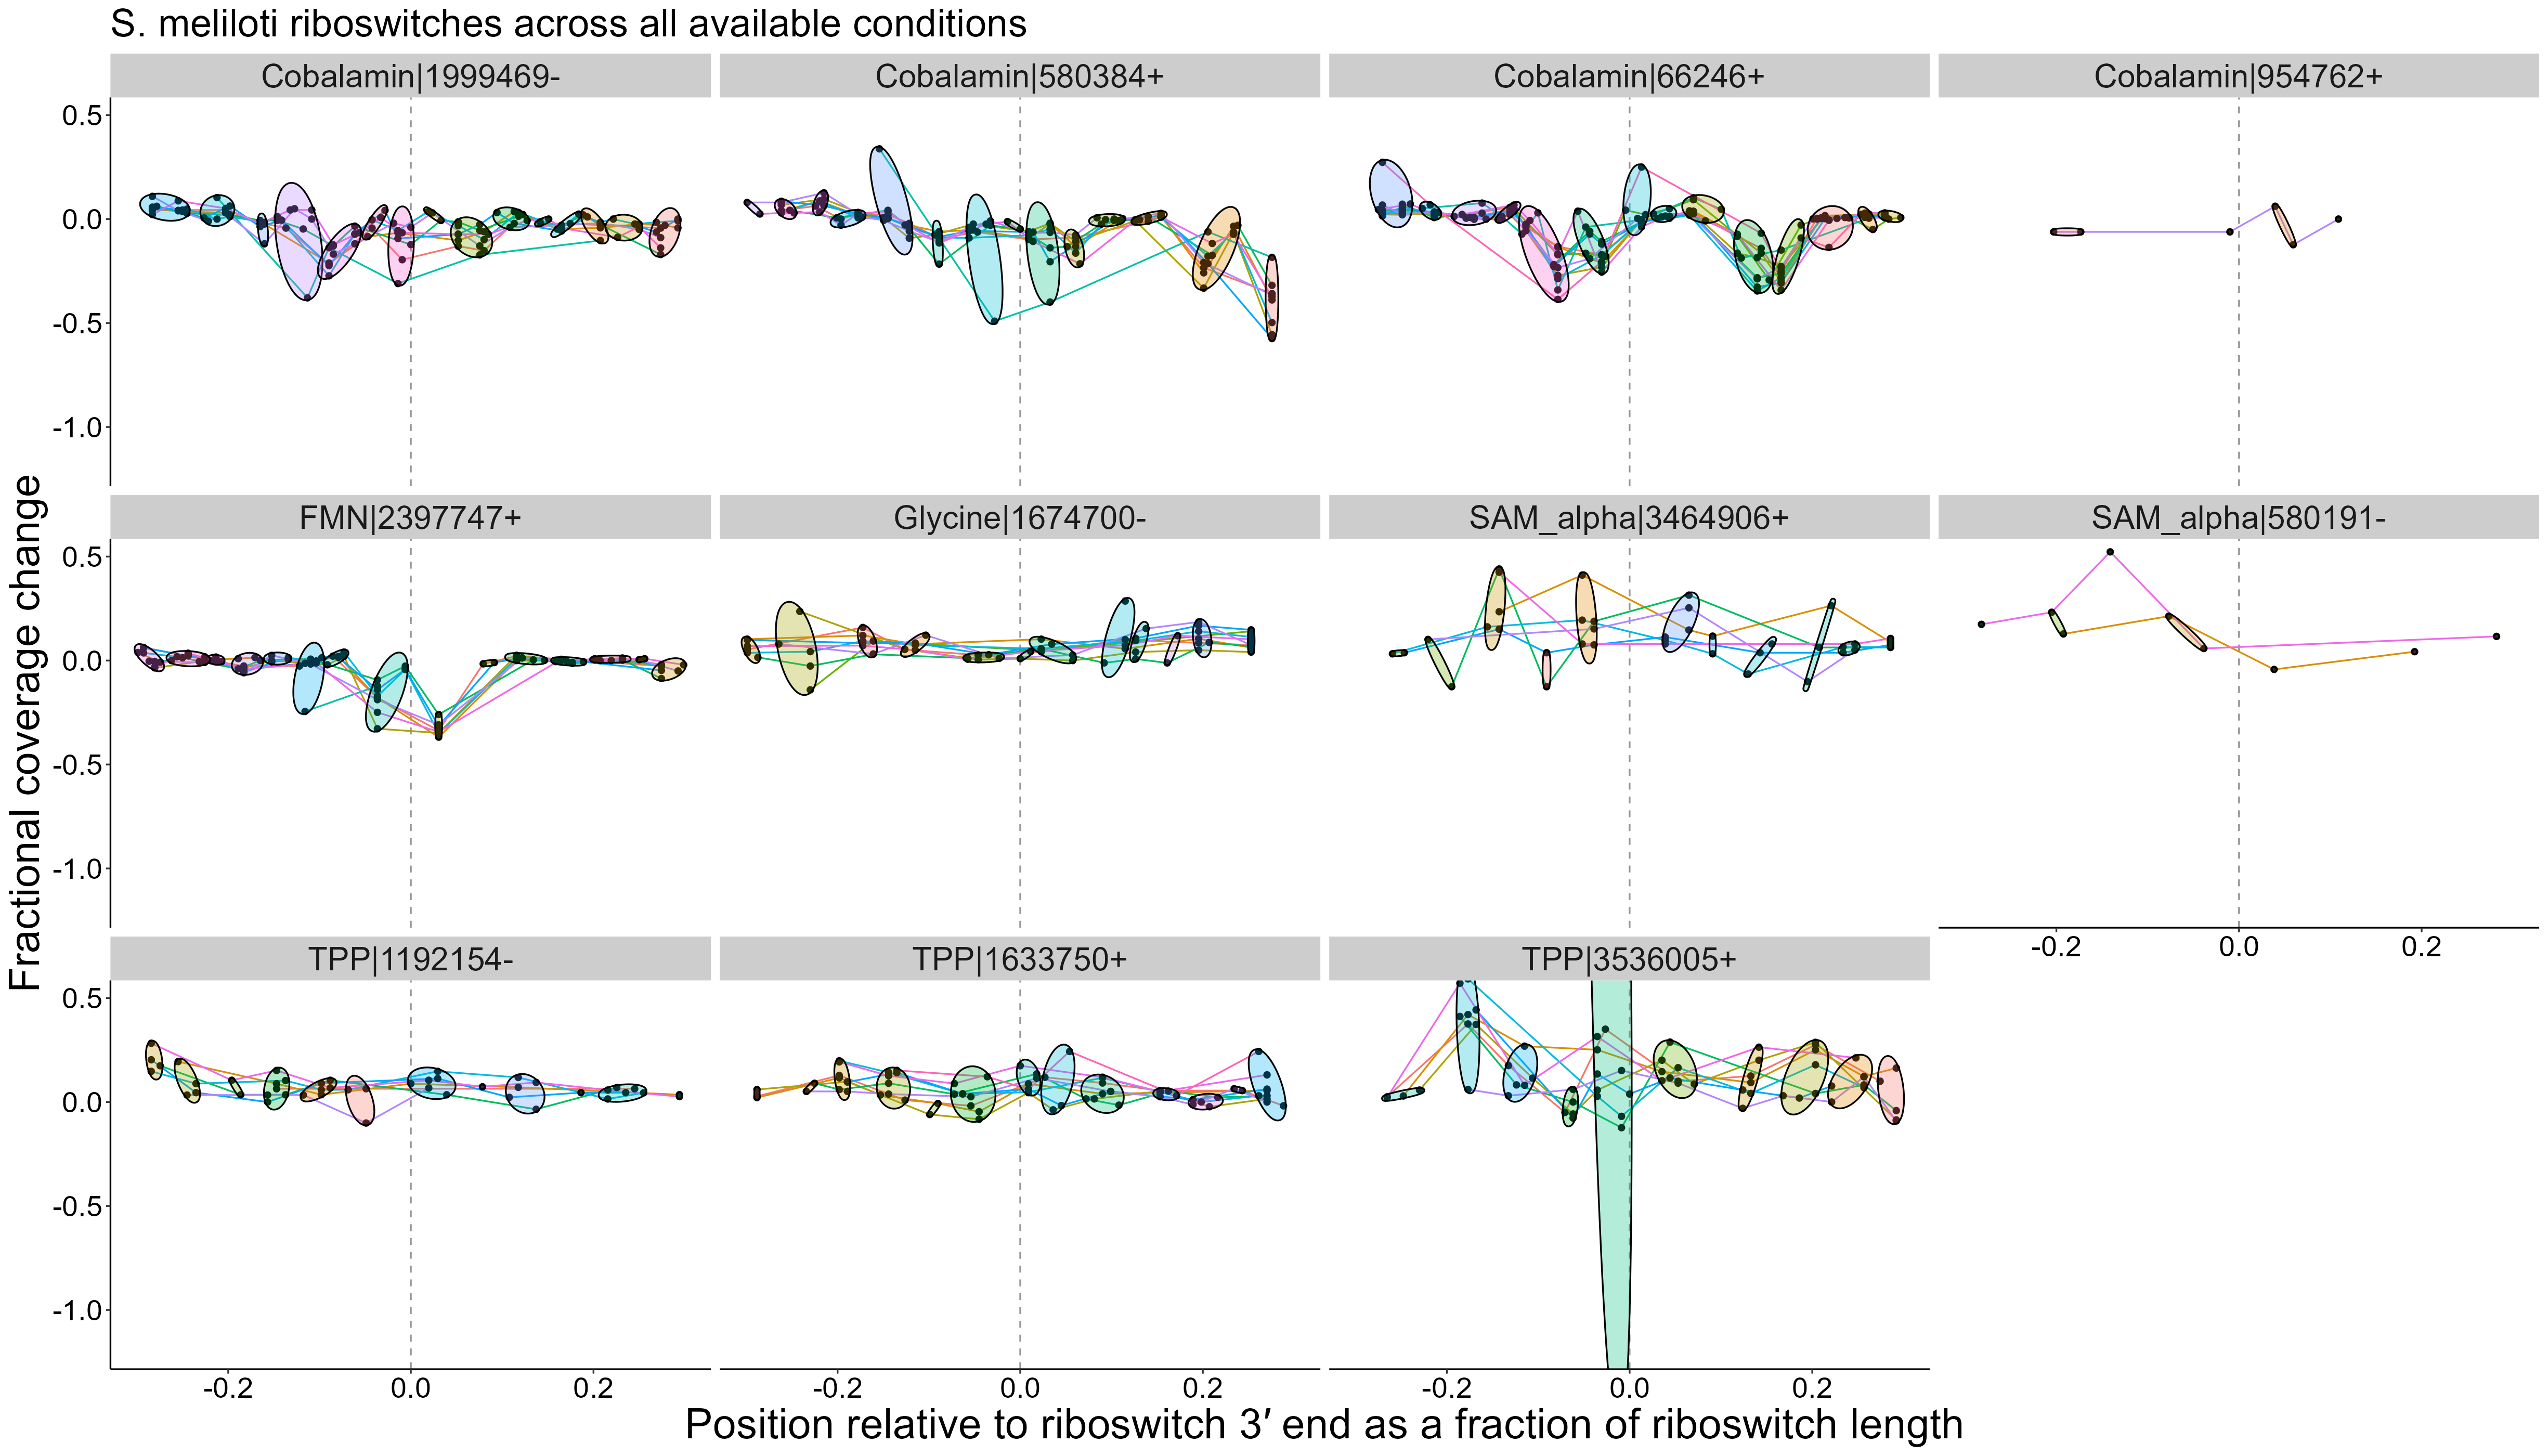 S. meliloti riboswitches across all available conditions
Cobalamin|1999469-
Cobalamin|580384+
Cobalamin|66246+
Cobalamin|954762+
0.5
0.0
-0.5
-1.0
FMN|2397747+
Glycine|1674700-
SAM_alpha|3464906+
SAM_alpha|580191-
0.5
0.0
-0.5
-1.0
-0.2 0.0 0.2
TPP|1192154-
TPP|1633750+
TPP|3536005+
0.5
0.0
-0.5
-1.0
-0.2 0.0 0.2
-0.2 0.0 0.2
-0.2 0.0 0.2
Fractional coverage change
Position relative to riboswitch 3′ end as a fraction of riboswitch length